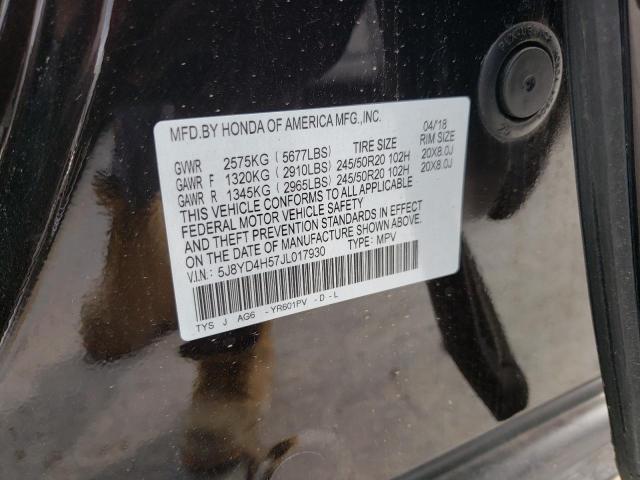 MFD.BY HONDA OF AMERICA MFG.,INC. 04/18
TIRE SIZE RIM SIZE
GVWR 2575KG ( 5677LBS)
GAWR F 1320KG ( 2910LBS) 245/50R20 102H 20X8.0J
GAWR R 1345KG ( 2965LBS) 245/50R20 102H 20X8.0J
THIS VEHICLE CONFORMS TO ALL APPLICABLE
FEDERAL MOTOR VEHICLE SAFETY
AND THEFT PREVENTION STANDARDS IN EFFECT
ON THE DATE OF MANUFACTURE SHOWN ABOVE.
V.I.N: 5J8YD4H57JL017930 TYPE: MPV
TYS J AG6 -YR601PV -D-L